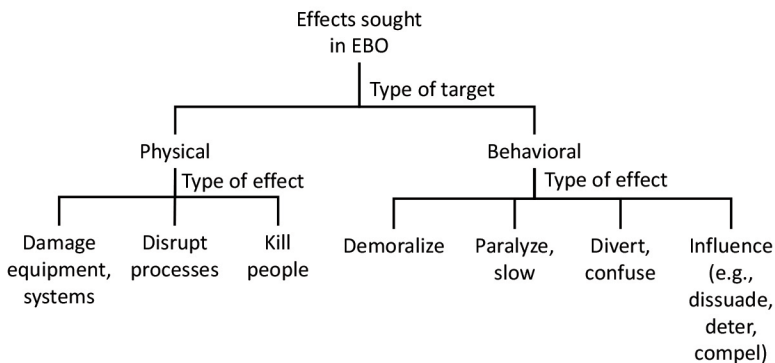 Effects sought
in EBO
Type of target
Physical
Behavioral
Type of effect
Type of effect
Damage
equipment,
systems
Disrupt
processes
Kill
people
Demoralize
Paralyze,
slow
Divert,
confuse
Influence
(e.g.,
dissuade,
deter,
compel)